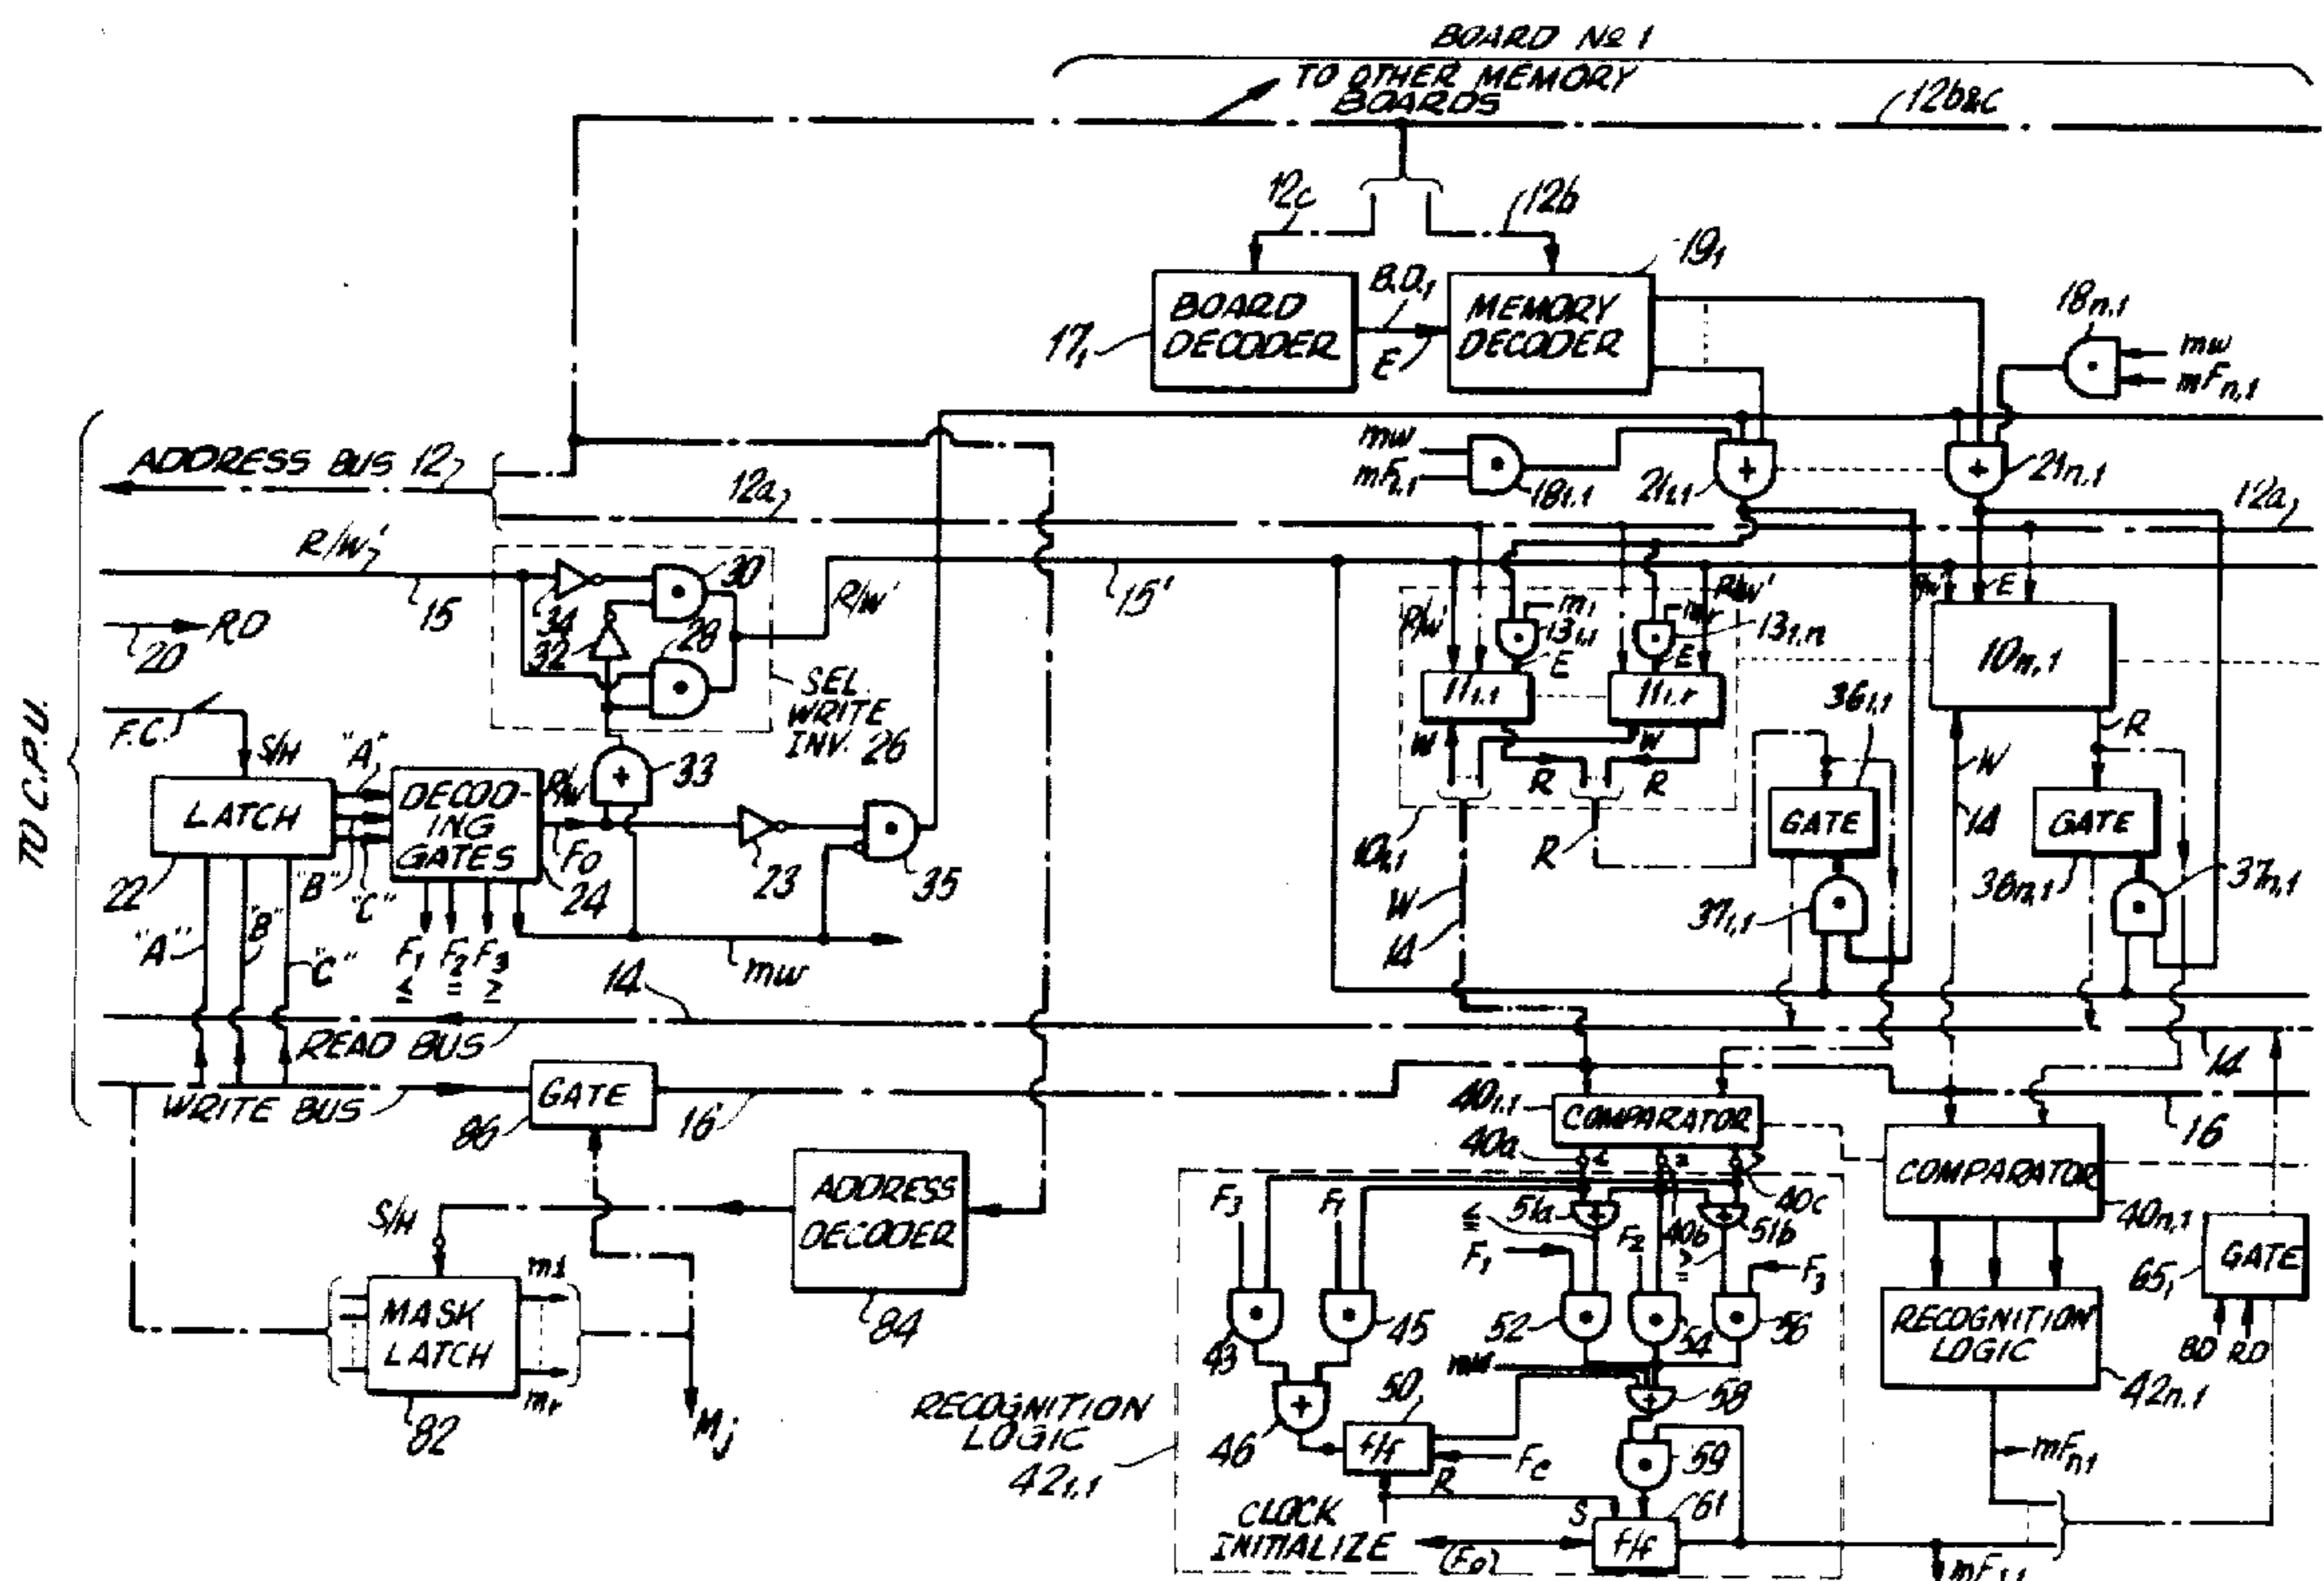 BOARD No 1
TO OTHER MEMORY
BOARDS
12b&c
12c
12b
19₁
B.D.₁
BOARD
DECODER
17₁
E
MEMORY
DECODER
18n,1
mw
mFn,1
ADDRESS BUS 12
mw
18₁,₁
21₁,₁
21n,1
12a
12a
R/W'
15
30
34
32
28
R/W'
15'
SEL.
WRITE
INV. 26
RD
20
R/W'
m₁
13₁,₁
E
mr
13₁,n
E
R/W'
R/W'
E
10n,1
11₁.₁
11₁.r
W
W
R
R
R
36₁,₁
TO C.P.U.
F.C.
S/H
"A"
"B"
"C"
LATCH
22
DECOD-
ING
GATES
24
R/W'
F₀
33
23
35
10₁,₁
R
GATE
W
14
GATE
36n,1
37n,1
37₁,₁
W
14
"A"
"B"
"C"
F₁
≤
F₂
=
F₃
≥
mw
14
READ BUS
14
WRITE BUS
GATE
86
16'
40₁,₁
COMPARATOR
16
40a
<
=
>
40c
ADDRESS
DECODER
84
S/H
F₃
F₁
51a
≤
F₁
F₂
40b
51b
≥
F₃
COMPARATOR
40n,1
GATE
65₁
BD RD
MASK
LATCH
82
m1
mr
Mj
43
45
52
54
56
mw
RECOGNITION
LOGIC
42n,1
RECOGNITION
LOGIC
42₁,₁
46
50
f/f
Fc
R
58
59
mFn,1
CLOCK
INITIALIZE
(F₀)
S
61
f/f
mF₁,₁